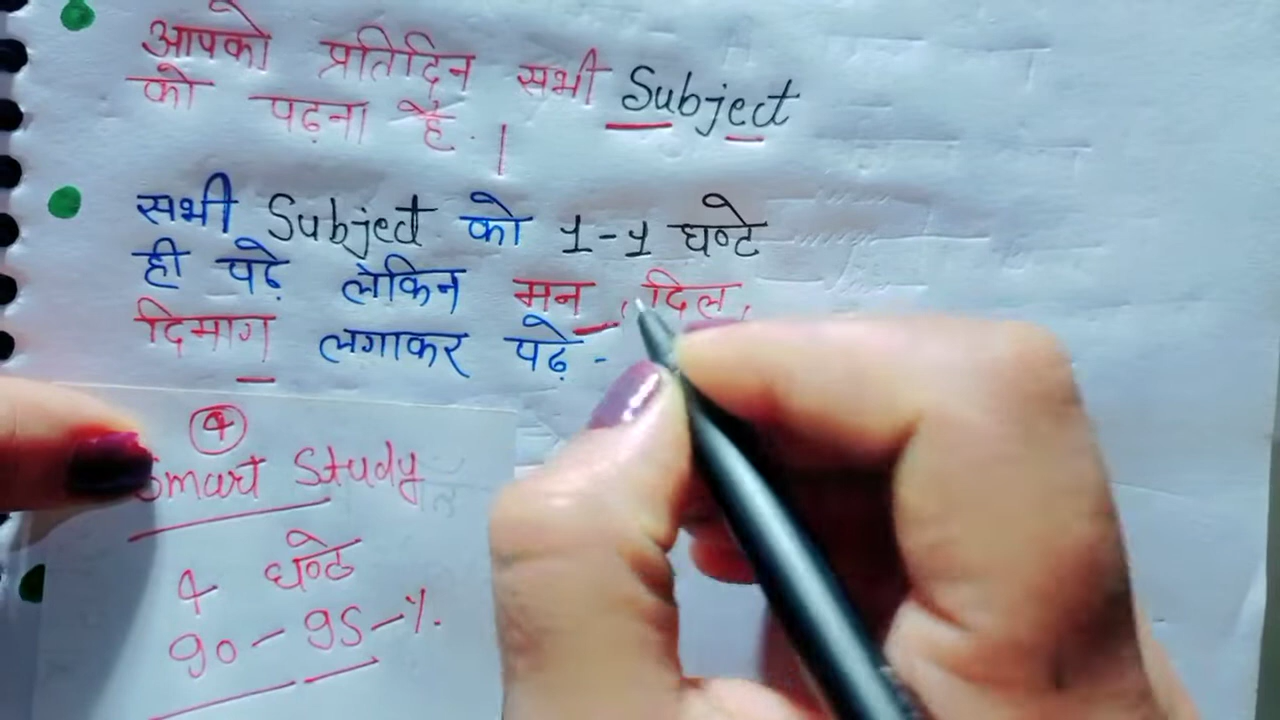 आपको प्रतिदिन सभी Subject
को पढ़ना है.।
सभी Subject को 1-1 घण्टे
ही पढ़े लेकिन मन, दिल,
दिमाग लगाकर पढ़े -
4
Smart Study
4 घण्टे
90-95-%.